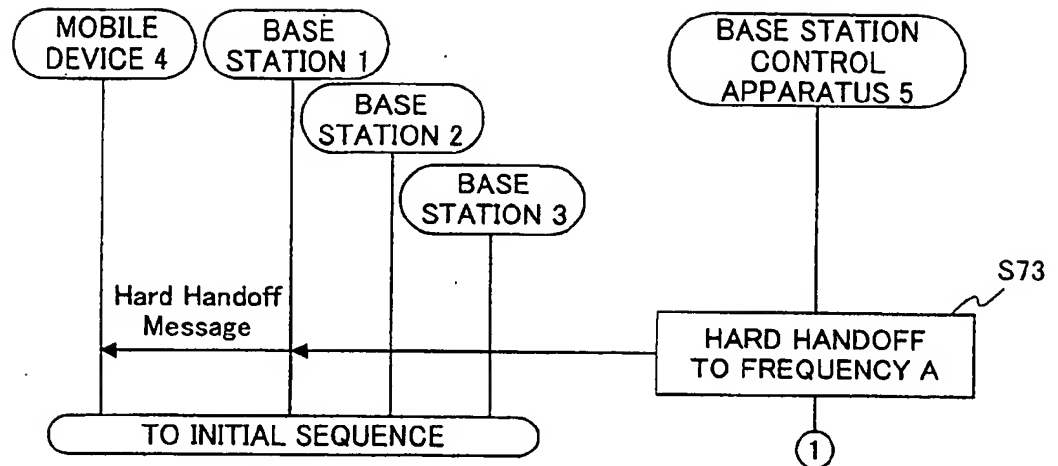 MOBILE
DEVICE 4
BASE
STATION 1
BASE
STATION 2
BASE
STATION 3
BASE STATION
CONTROL
APPARATUS 5
S73
Hard Handoff
Message
HARD HANDOFF
TO FREQUENCY A
TO INITIAL SEQUENCE
1